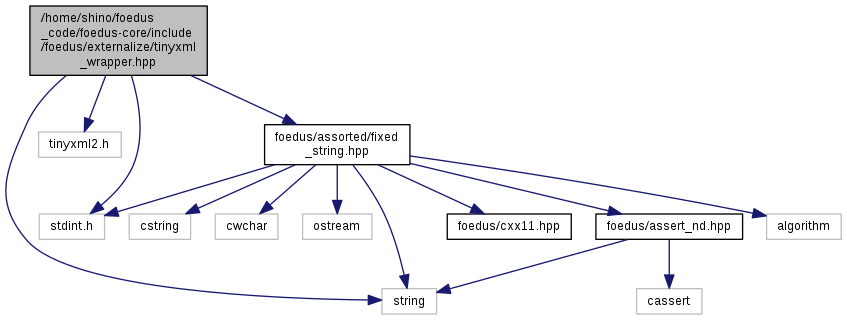 /home/shino/foedus
_code/foedus-core/include
/foedus/externalize/tinyxml
_wrapper.hpp
tinyxml2.h
foedus/assorted/fixed
_string.hpp
stdint.h
cstring
cwchar
ostream
foedus/cxx11.hpp
foedus/assert_nd.hpp
algorithm
string
cassert